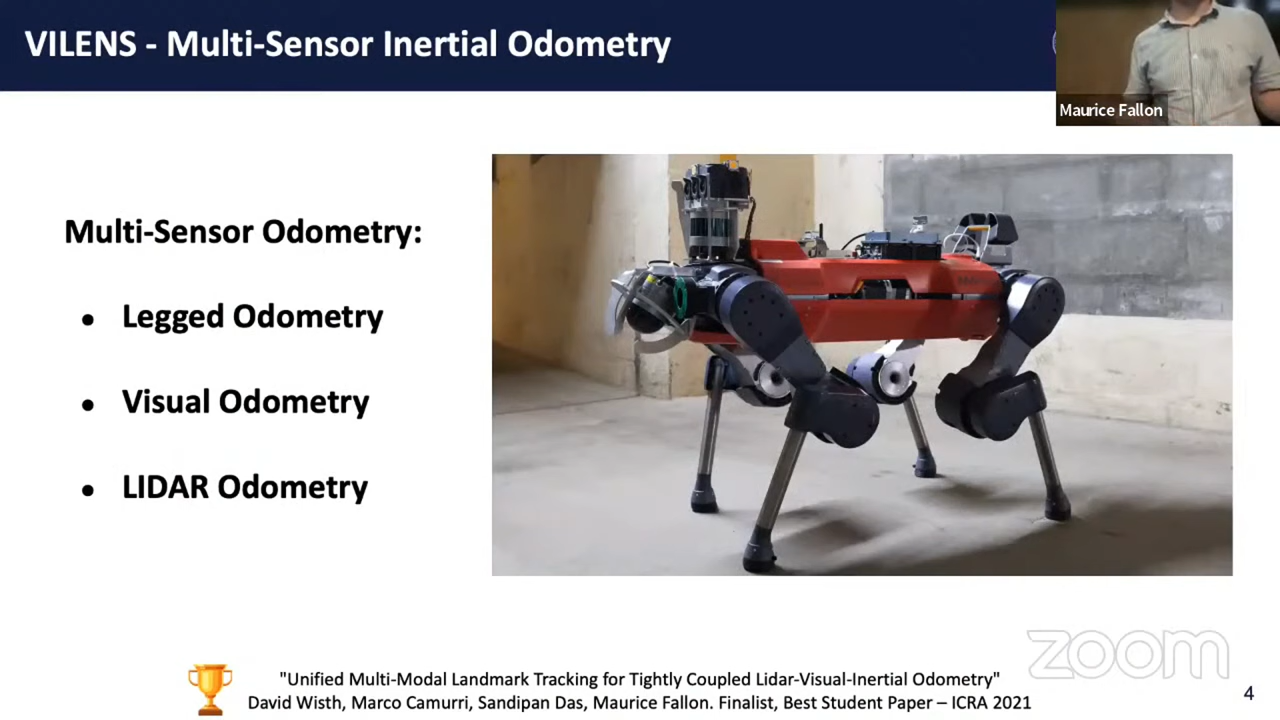 VILENS - Multi-Sensor Inertial Odometry
Maurice Fallon
Multi-Sensor Odometry:
• Legged Odometry
• Visual Odometry
• LIDAR Odometry
zoom
"Unified Multi-Modal Landmark Tracking for Tightly Coupled Lidar-Visual-Inertial Odometry"
David Wisth, Marco Camurri, Sandipan Das, Maurice Fallon. Finalist, Best Student Paper – ICRA 2021
4